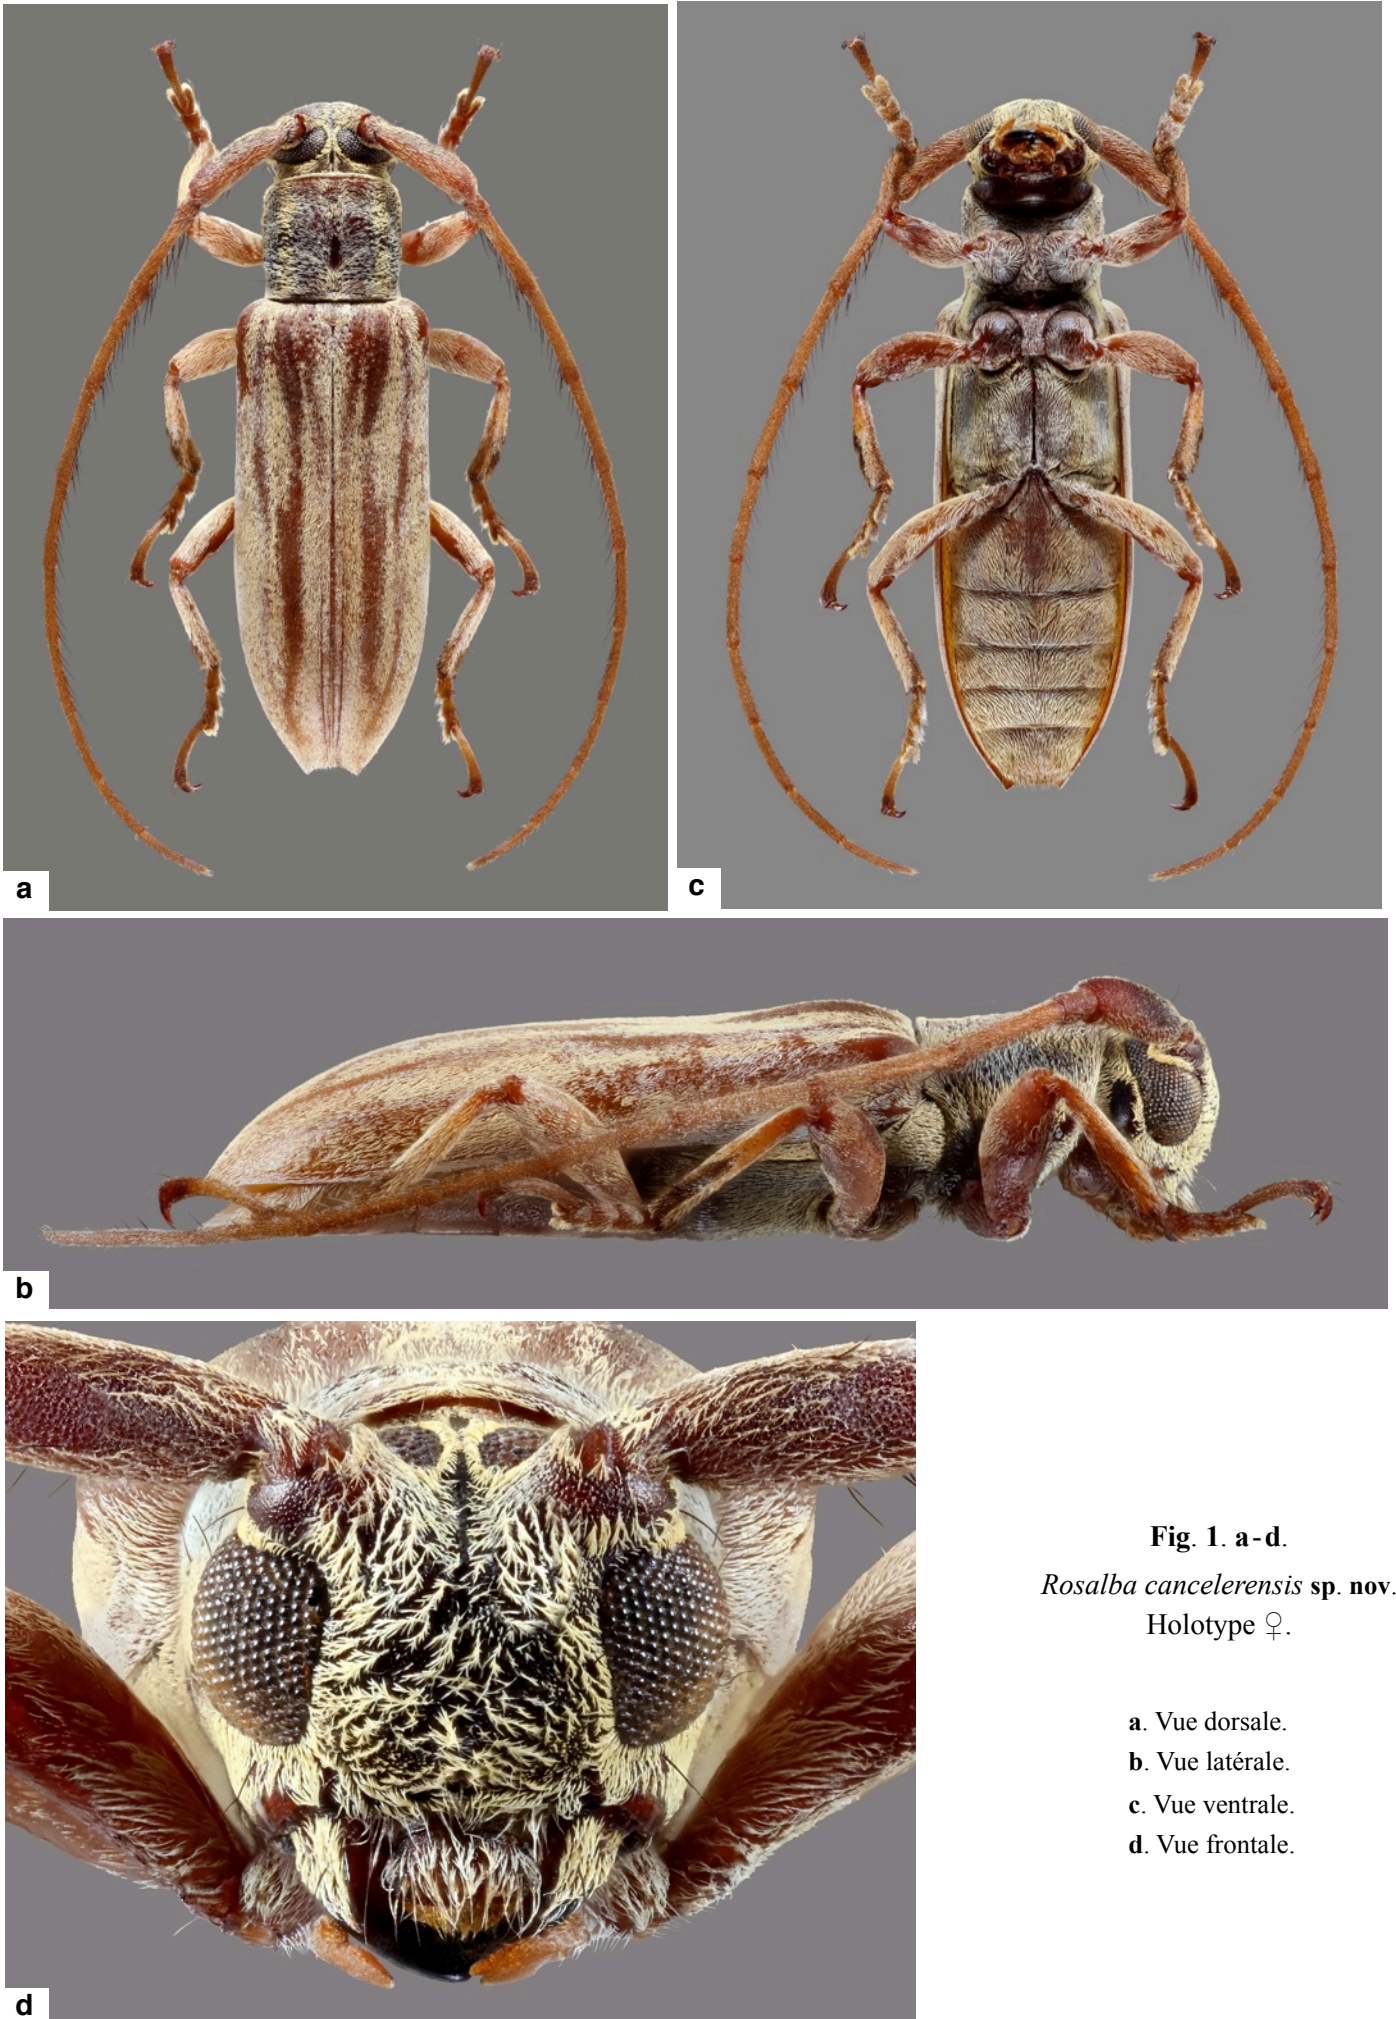 a
c
b
d
Fig. 1. a-d.
Rosalba cancelerensis sp. nov.
Holotype ♀.
a. Vue dorsale.
b. Vue latérale.
c. Vue ventrale.
d. Vue frontale.